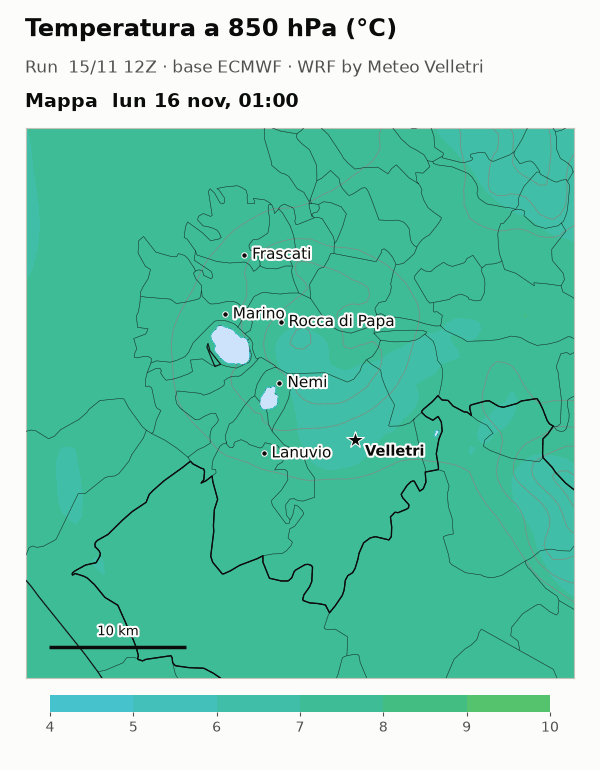 Temperatura a 850 hPa (°C)
Run  15/11 12Z · base ECMWF · WRF by Meteo Velletri
Mappa  lun 16 nov, 01:00
Frascati
Marino
Rocca di Papa
Nemi
Velletri
Lanuvio
10 km
4 5 6 7 8 9 10